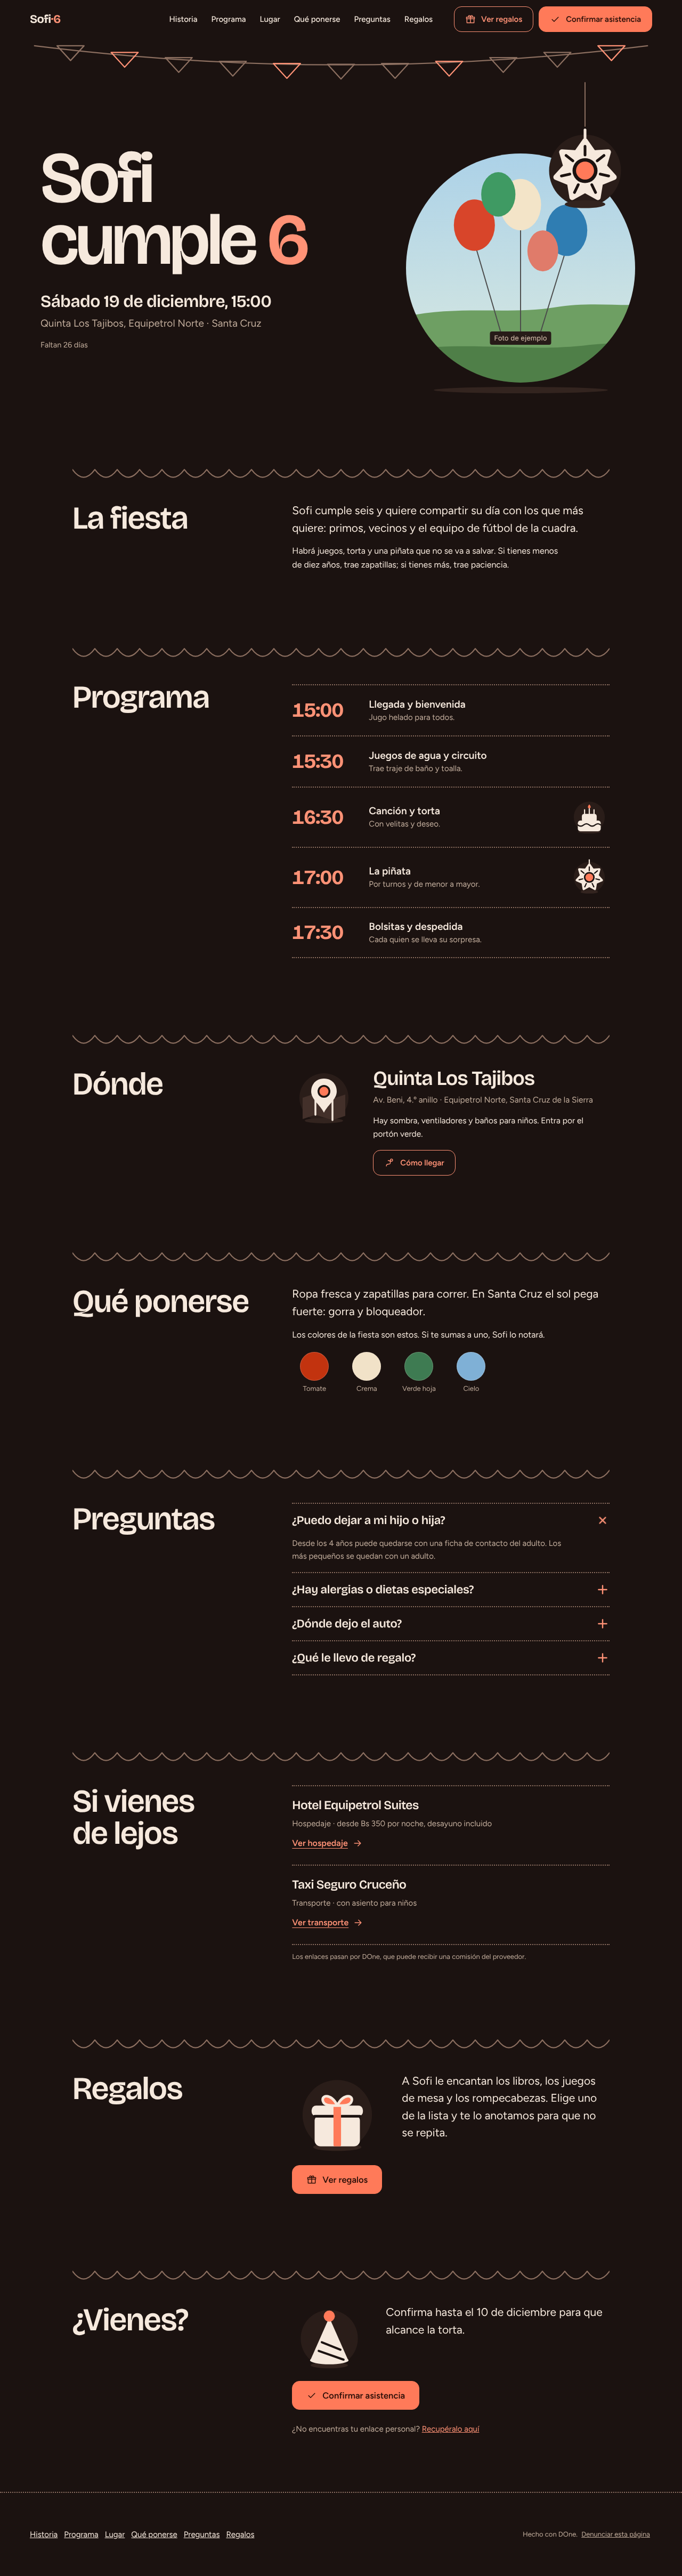 Sofi·6
Historia Programa Lugar Qué ponerse Preguntas Regalos Ver regalos Confirmar asistencia
Sofi
cumple 6
Sábado 19 de diciembre, 15:00
Quinta Los Tajibos, Equipetrol Norte · Santa Cruz
Faltan 26 días
Foto de ejemplo
La fiesta
Sofi cumple seis y quiere compartir su día con los que más
quiere: primos, vecinos y el equipo de fútbol de la cuadra.
Habrá juegos, torta y una piñata que no se va a salvar. Si tienes menos
de diez años, trae zapatillas; si tienes más, trae paciencia.
Programa
15:00 Llegada y bienvenida
Jugo helado para todos.
15:30 Juegos de agua y circuito
Trae traje de baño y toalla.
16:30 Canción y torta
Con velitas y deseo.
17:00 La piñata
Por turnos y de menor a mayor.
17:30 Bolsitas y despedida
Cada quien se lleva su sorpresa.
Dónde
Quinta Los Tajibos
Av. Beni, 4.º anillo · Equipetrol Norte, Santa Cruz de la Sierra
Hay sombra, ventiladores y baños para niños. Entra por el
portón verde.
Cómo llegar
Qué ponerse
Ropa fresca y zapatillas para correr. En Santa Cruz el sol pega
fuerte: gorra y bloqueador.
Los colores de la fiesta son estos. Si te sumas a uno, Sofi lo notará.
Tomate Crema Verde hoja Cielo
Preguntas
¿Puedo dejar a mi hijo o hija?
Desde los 4 años puede quedarse con una ficha de contacto del adulto. Los
más pequeños se quedan con un adulto.
¿Hay alergias o dietas especiales?
¿Dónde dejo el auto?
¿Qué le llevo de regalo?
Si vienes
de lejos
Hotel Equipetrol Suites
Hospedaje · desde Bs 350 por noche, desayuno incluido
Ver hospedaje
Taxi Seguro Cruceño
Transporte · con asiento para niños
Ver transporte
Los enlaces pasan por DOne, que puede recibir una comisión del proveedor.
Regalos
A Sofi le encantan los libros, los juegos
de mesa y los rompecabezas. Elige uno
de la lista y te lo anotamos para que no
se repita.
Ver regalos
¿Vienes?
Confirma hasta el 10 de diciembre para que
alcance la torta.
Confirmar asistencia
¿No encuentras tu enlace personal? Recupéralo aquí
Historia Programa Lugar Qué ponerse Preguntas Regalos
Hecho con DOne. Denunciar esta página